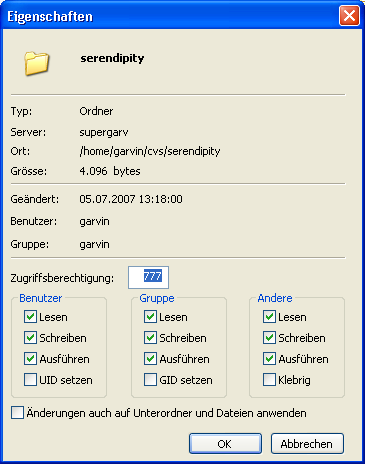 Eigenschaften
serendipity
Typ: Ordner
Server: supergarv
Ort: /home/garvin/cvs/serendipity
Grösse: 4.096 bytes
Geändert: 05.07.2007 13:18:00
Benutzer: garvin
Gruppe: garvin
Zugriffsberechtigung: 777
Benutzer Gruppe Andere
Lesen Lesen Lesen
Schreiben Schreiben Schreiben
Ausführen Ausführen Ausführen
UID setzen GID setzen Klebrig
Änderungen auch auf Unterordner und Dateien anwenden
OK Abbrechen